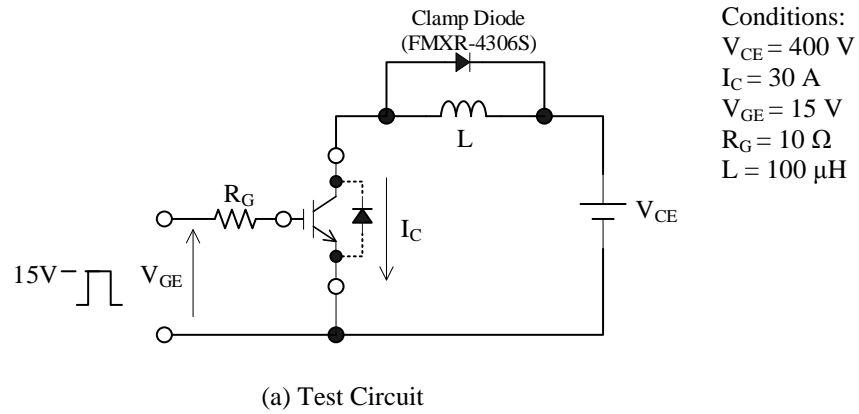 Clamp Diode
(FMXR-4306S)
L
R_G
I_C
V_CE
15V
V_GE
(a) Test Circuit
Conditions:
V_CE = 400 V
I_C = 30 A
V_GE = 15 V
R_G = 10 Ω
L = 100 μH